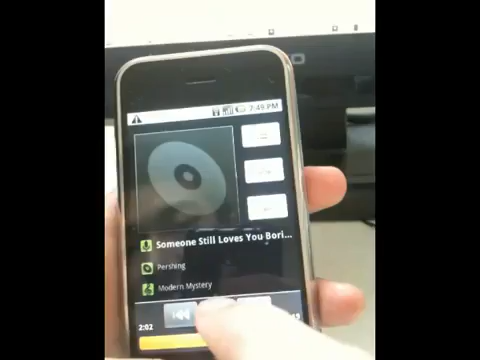 7:49 PM
Someone Still Loves You Bori...
Pershing
Modern Mystery
2:02